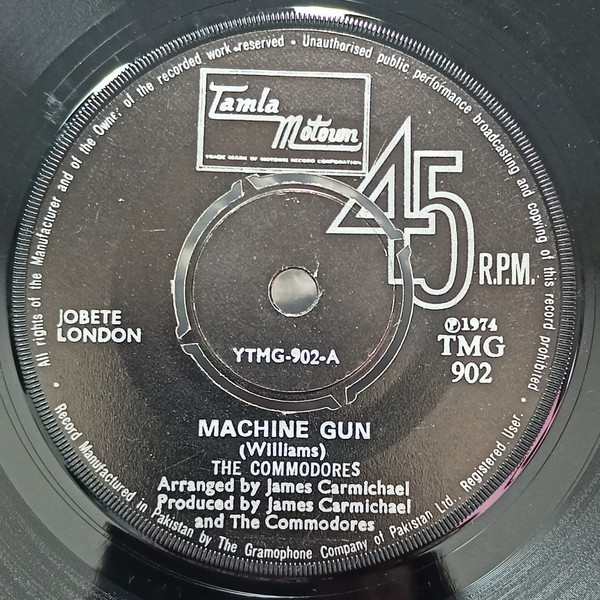 All rights of the Manufacturer and of the Owner of the recorded work reserved • Unauthorised public performance broadcasting and copying of this record prohibited •
Tamla
Motown
TRADE MARK OF MOTOWN RECORD CORPORATION
45
R.P.M.
JOBETE
LONDON
℗1974
TMG
902
YTMG-902-A
MACHINE GUN
(Williams)
THE COMMODORES
Arranged by James Carmichael
Produced by James Carmichael
and The Commodores
• Record Manufactured in Pakistan by The Gramophone Company of Pakistan Ltd., Registered User. •